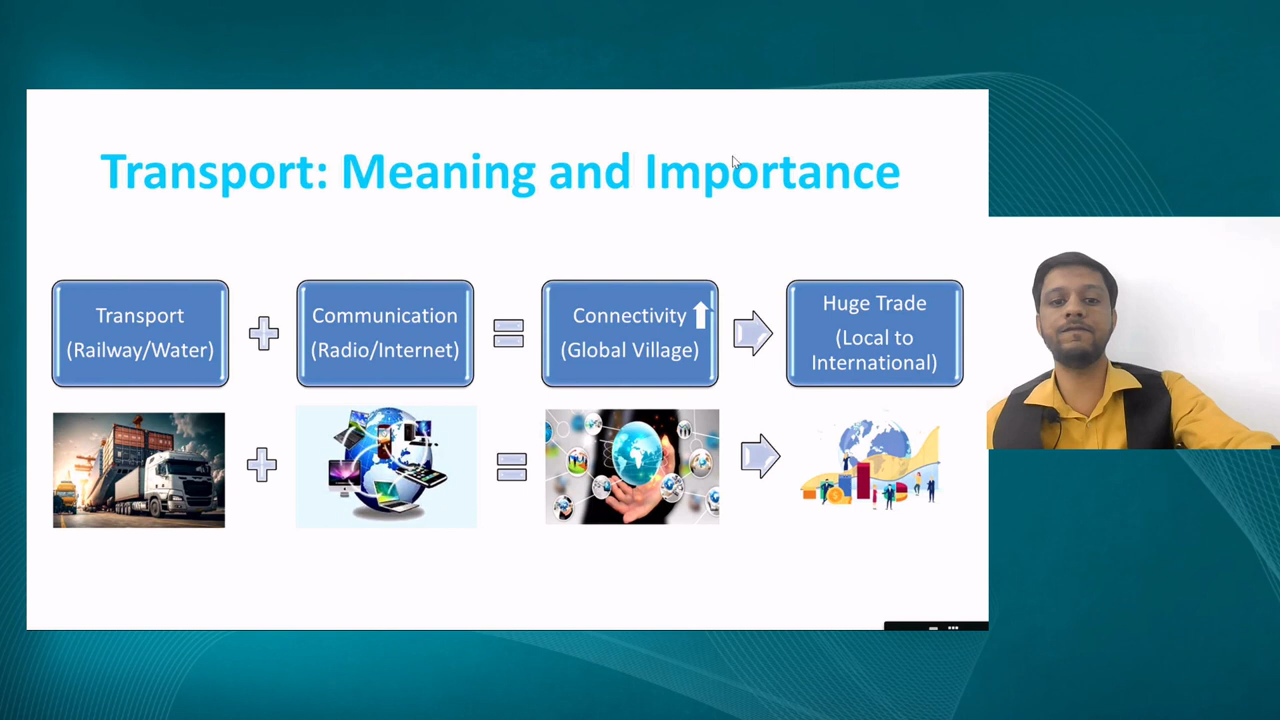 Transport: Meaning and Importance
Transport
(Railway/Water)
Communication
(Radio/Internet)
Connectivity
(Global Village)
Huge Trade
(Local to
International)